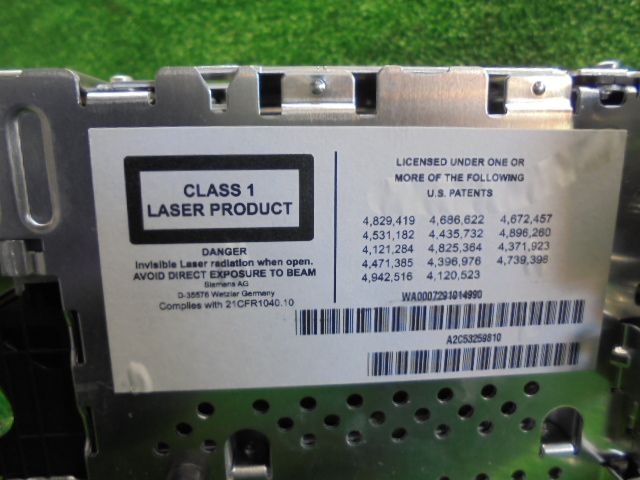 CLASS 1
LASER PRODUCT
DANGER
Invisible Laser radiation when open.
AVOID DIRECT EXPOSURE TO BEAM
Siemens AG
D-35576 Wetzlar Germany
Complies with 21CFR1040.10
LICENSED UNDER ONE OR
MORE OF THE FOLLOWING
U.S. PATENTS
4,829,419 4,686,622 4,672,457
4,531,182 4,435,732 4,896,260
4,121,284 4,825,364 4,371,923
4,471,385 4,396,976 4,739,396
4,942,516 4,120,523
WA0007291014990
A2C53259810